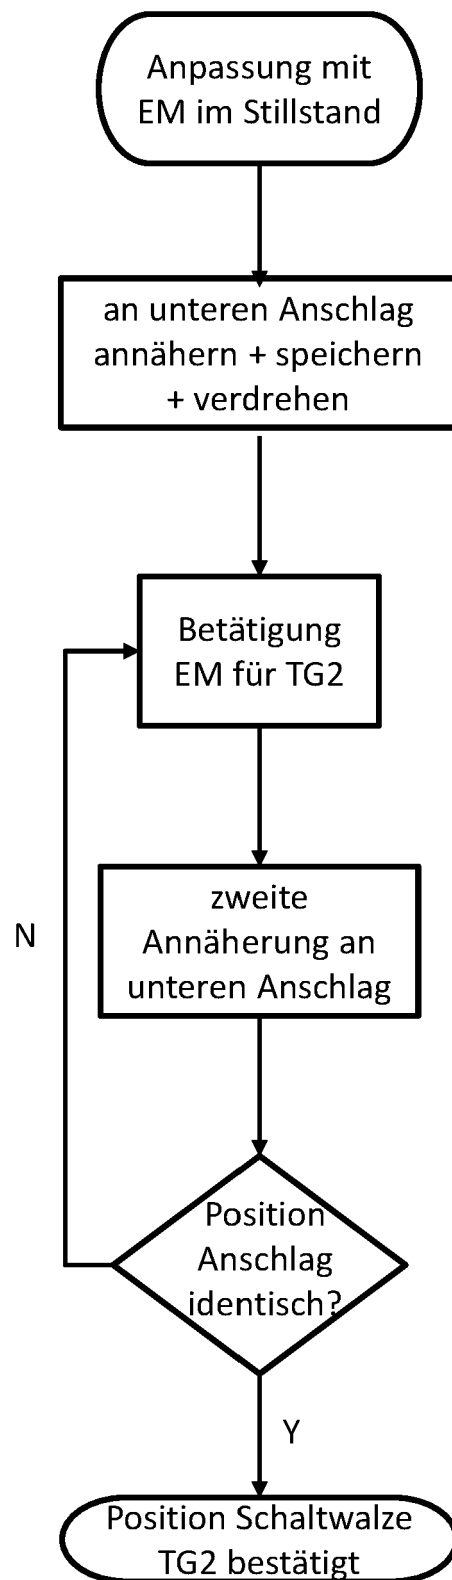 Anpassung mit
EM im Stillstand
an unteren Anschlag
annähern + speichern
+ verdrehen
Betätigung
EM für TG2
zweite
Annäherung an
unteren Anschlag
N
Position
Anschlag
identisch?
Y
Position Schaltwalze
TG2 bestätigt